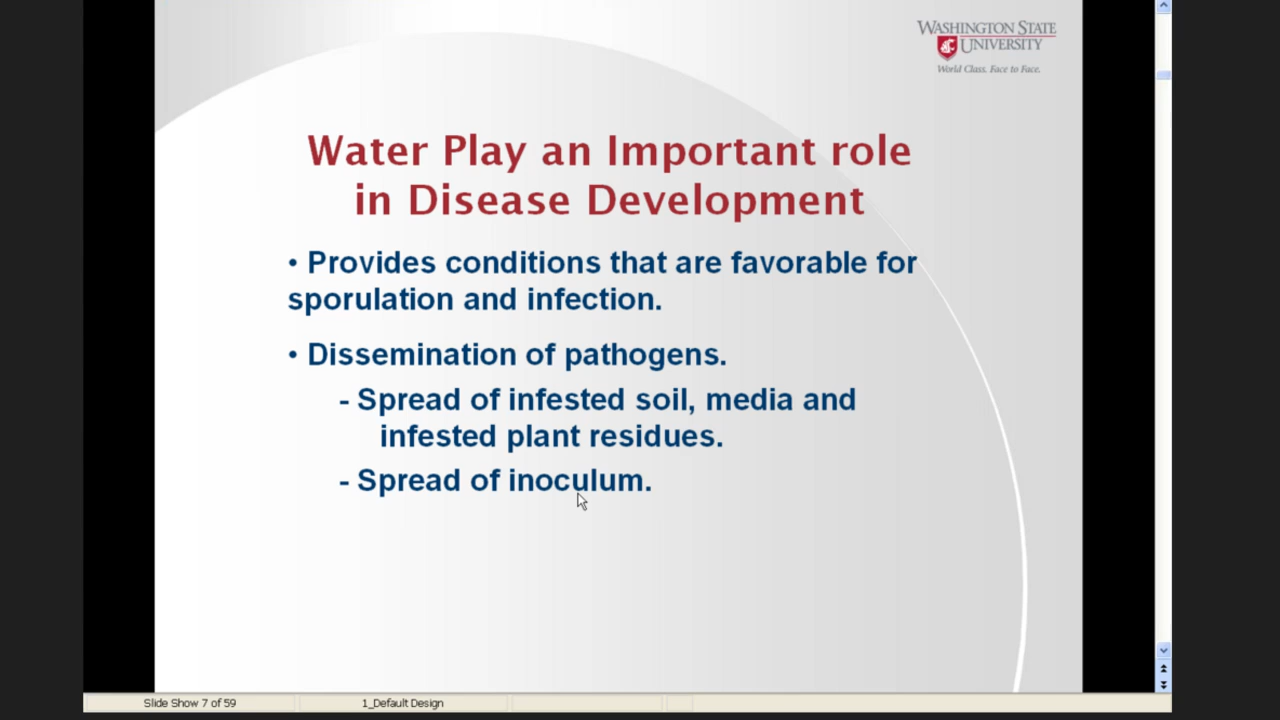 WASHINGTON STATE
UNIVERSITY
World Class. Face to Face.
Water Play an Important role
in Disease Development
• Provides conditions that are favorable for
sporulation and infection.
• Dissemination of pathogens.
- Spread of infested soil, media and
infested plant residues.
- Spread of inoculum.
Slide Show 7 of 59
1_Default Design